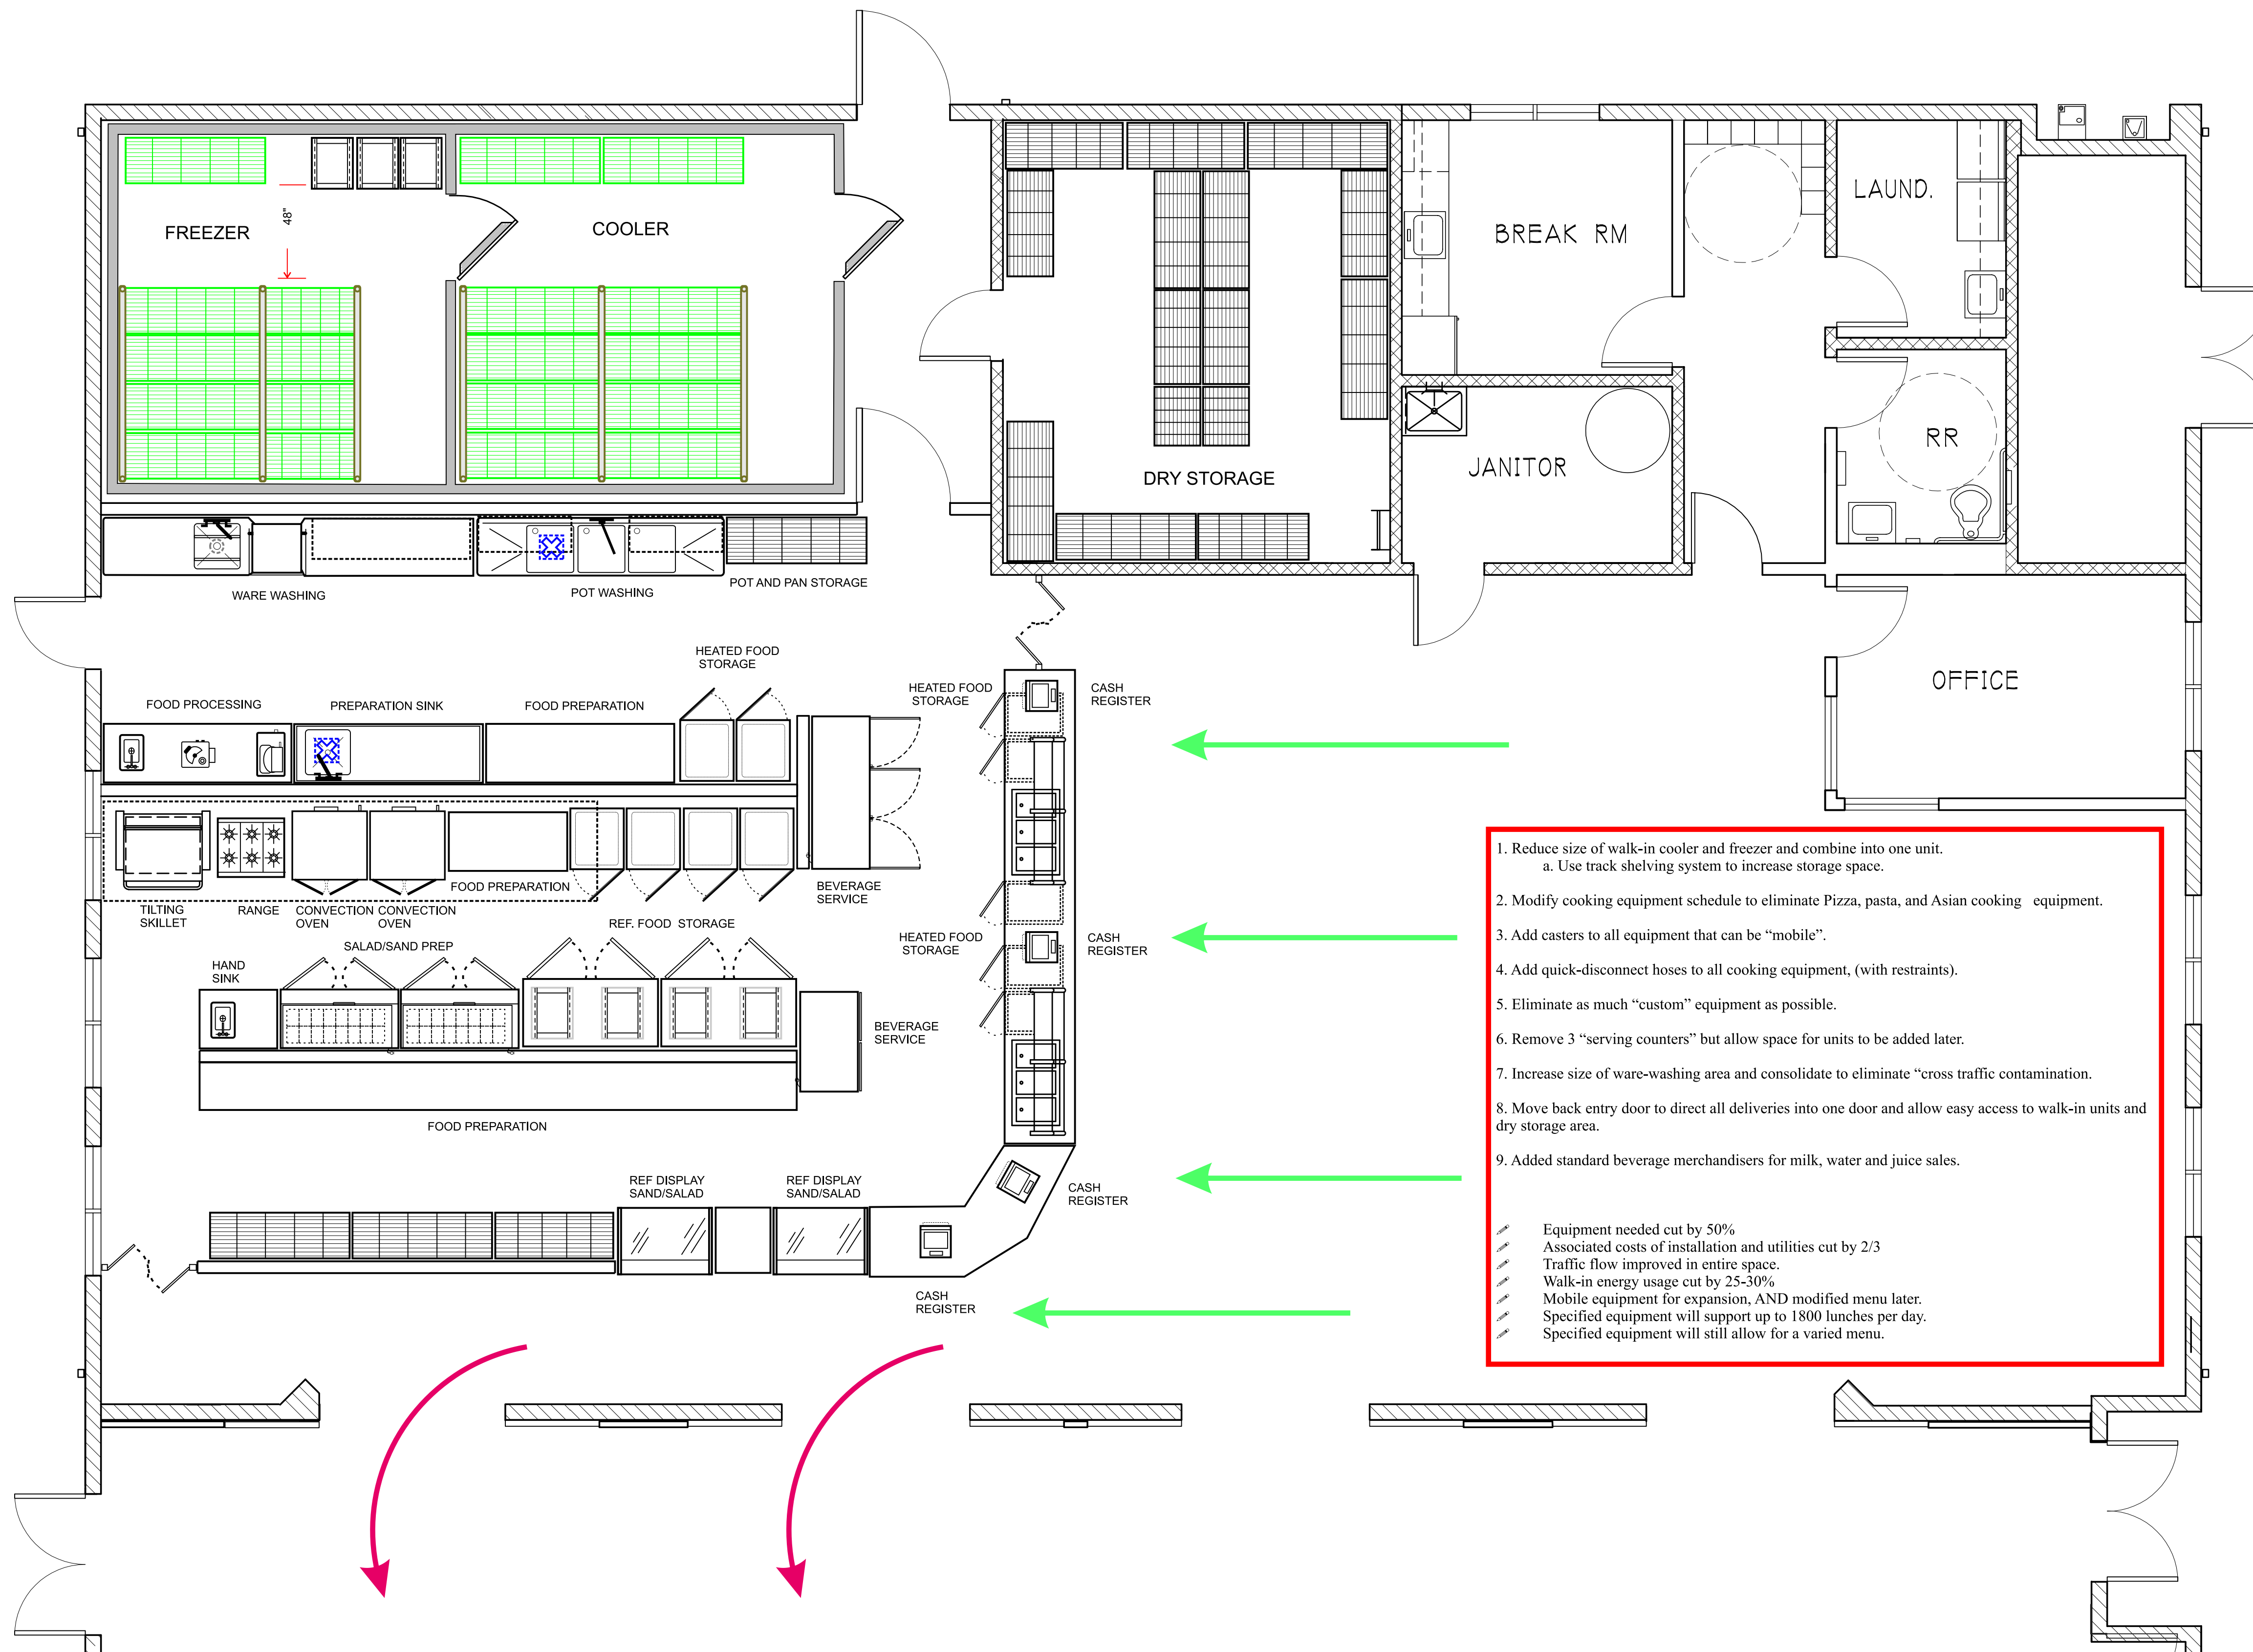 FREEZER
48"
COOLER
DRY STORAGE
BREAK RM
LAUND.
JANITOR
RR
OFFICE
WARE WASHING
POT WASHING
POT AND PAN STORAGE
HEATED FOOD
STORAGE
FOOD PROCESSING
PREPARATION SINK
FOOD PREPARATION
HEATED FOOD
STORAGE
CASH
REGISTER
TILTING
SKILLET
RANGE
CONVECTION
OVEN
CONVECTION
OVEN
FOOD PREPARATION
REF. FOOD STORAGE
BEVERAGE
SERVICE
SALAD/SAND PREP
HAND
SINK
HEATED FOOD
STORAGE
CASH
REGISTER
BEVERAGE
SERVICE
FOOD PREPARATION
REF DISPLAY
SAND/SALAD
REF DISPLAY
SAND/SALAD
CASH
REGISTER
CASH
REGISTER
1. Reduce size of walk-in cooler and freezer and combine into one unit.
a. Use track shelving system to increase storage space.
2. Modify cooking equipment schedule to eliminate Pizza, pasta, and Asian cooking equipment.
3. Add casters to all equipment that can be “mobile”.
4. Add quick-disconnect hoses to all cooking equipment, (with restraints).
5. Eliminate as much “custom” equipment as possible.
6. Remove 3 “serving counters” but allow space for units to be added later.
7. Increase size of ware-washing area and consolidate to eliminate “cross traffic contamination.
8. Move back entry door to direct all deliveries into one door and allow easy access to walk-in units and
dry storage area.
9. Added standard beverage merchandisers for milk, water and juice sales.
Equipment needed cut by 50%
Associated costs of installation and utilities cut by 2/3
Traffic flow improved in entire space.
Walk-in energy usage cut by 25-30%
Mobile equipment for expansion, AND modified menu later.
Specified equipment will support up to 1800 lunches per day.
Specified equipment will still allow for a varied menu.